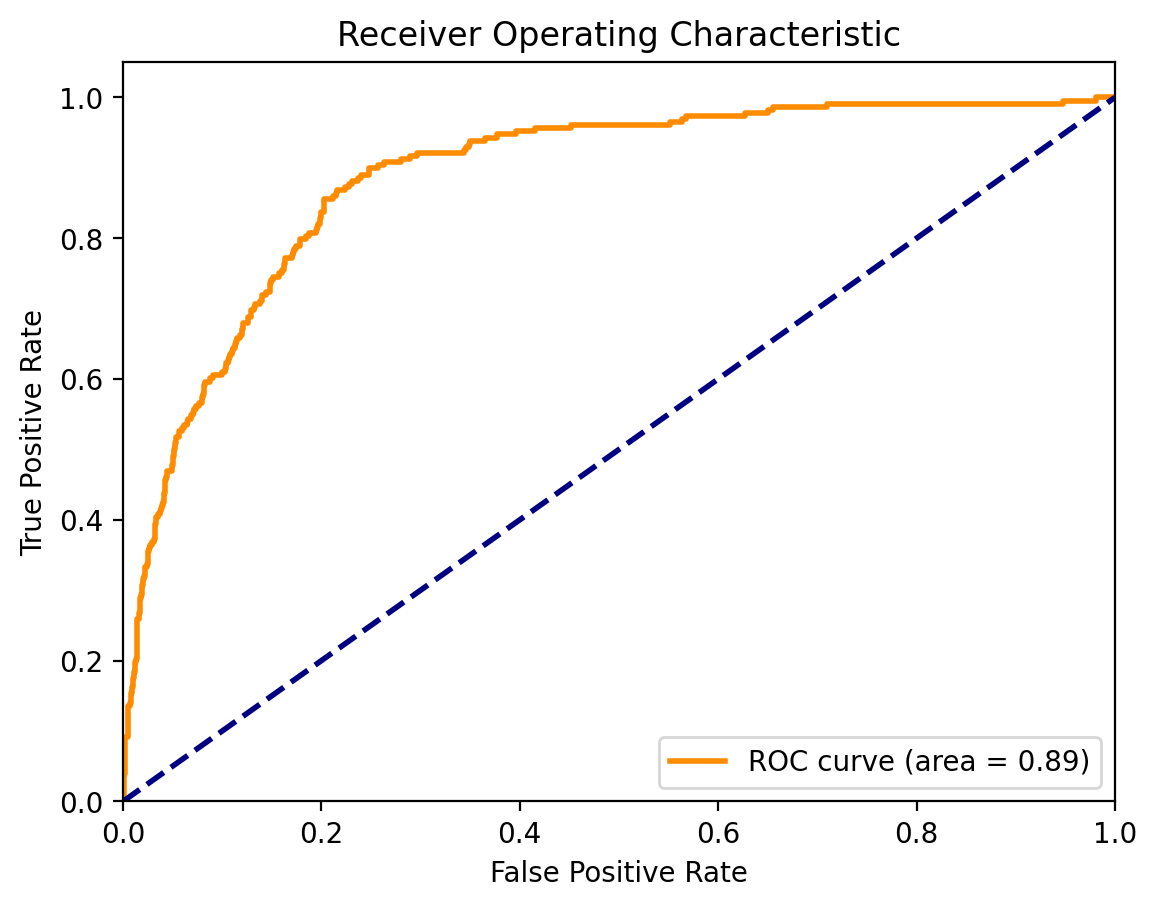 Receiver Operating Characteristic
1.0
0.8
0.6
0.4
0.2
0.0
True Positive Rate
ROC curve (area = 0.89)
0.0 0.2 0.4 0.6 0.8 1.0
False Positive Rate